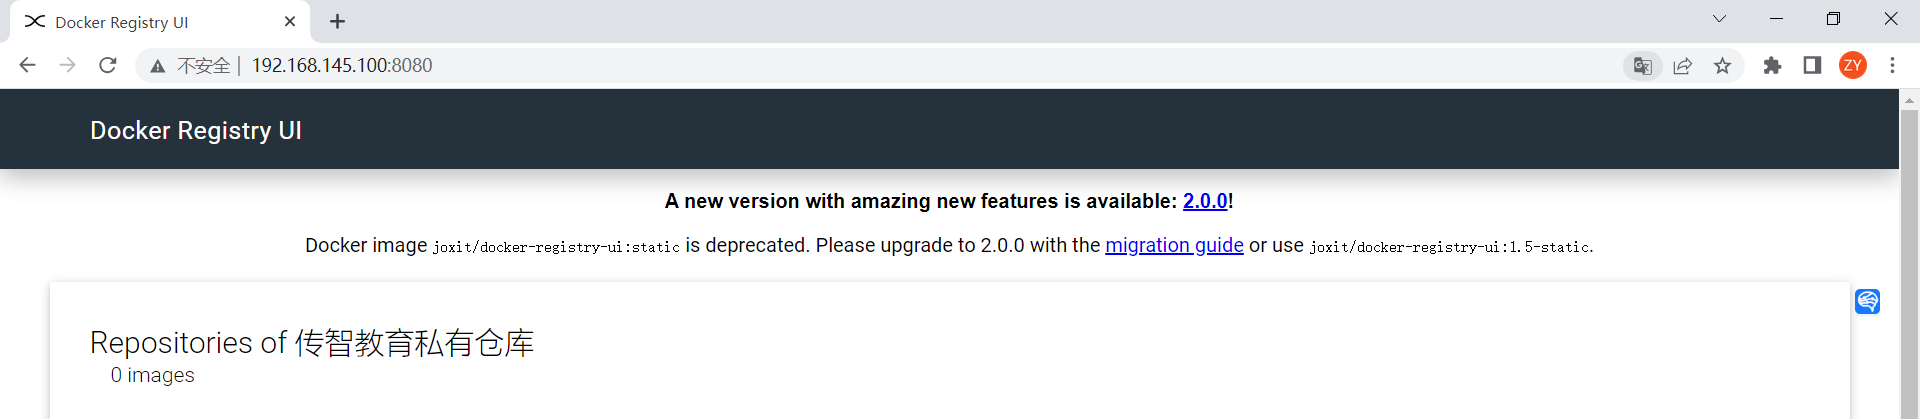 Docker Registry UI
不安全 | 192.168.145.100:8080
ZY
Docker Registry UI
A new version with amazing new features is available: 2.0.0!
Docker image joxit/docker-registry-ui:static is deprecated. Please upgrade to 2.0.0 with the migration guide or use joxit/docker-registry-ui:1.5-static.
Repositories of 传智教育私有仓库
0 images